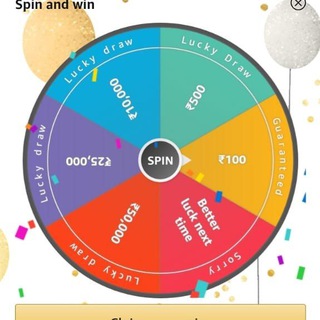 Spin and win
Lucky draw
₹10,000
Lucky Draw
₹500
Guaranteed
₹100
Sorry
Better
luck next
time
Lucky draw
₹50,000
Lucky draw
₹25,000
SPIN